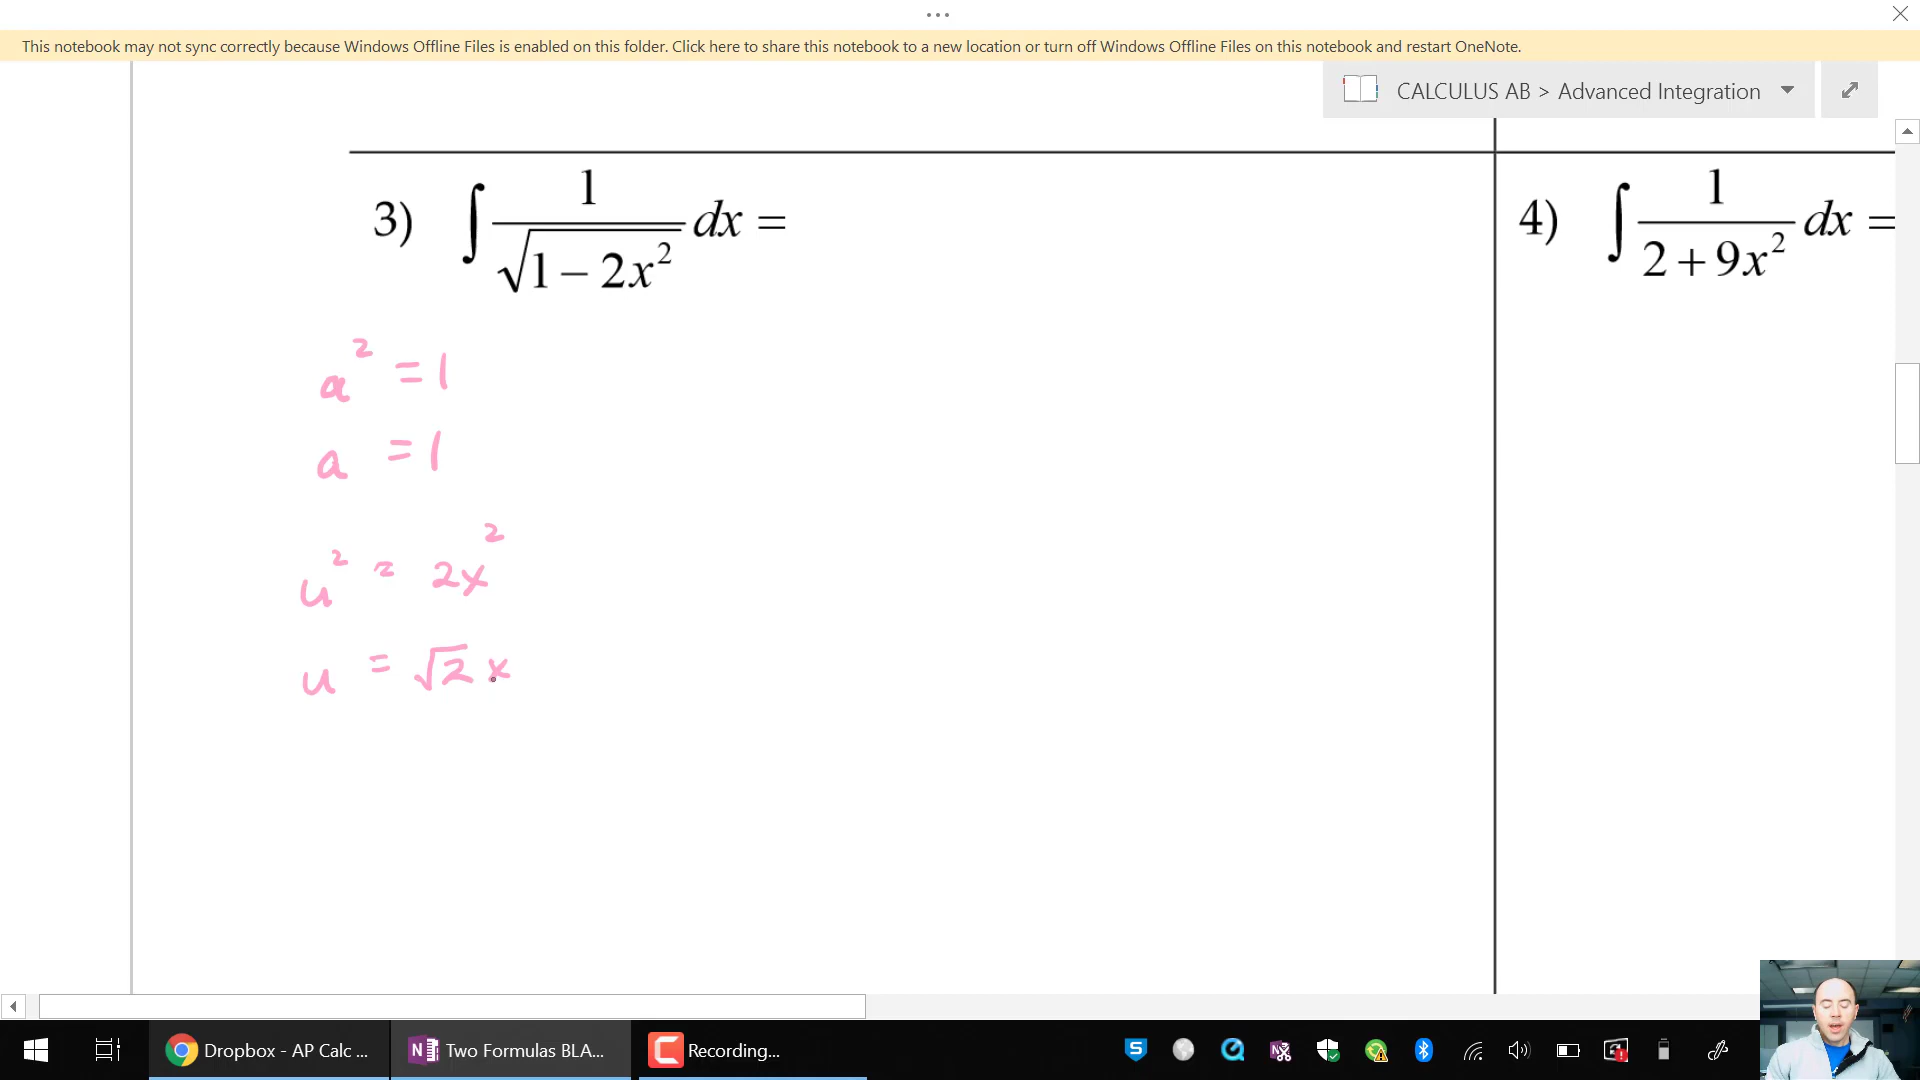 This notebook may not sync correctly because Windows Offline Files is enabled on this folder. Click here to share this notebook to a new location or turn off Windows Offline Files on this notebook and restart OneNote.
CALCULUS AB > Advanced Integration
3) ∫ 1/√(1 − 2x²) dx =
4) ∫ 1/(2 + 9x²) dx =
a² = 1
a = 1
u² = 2x²
u = √2 x
Dropbox - AP Calc ...
Two Formulas BLA...
Recording...